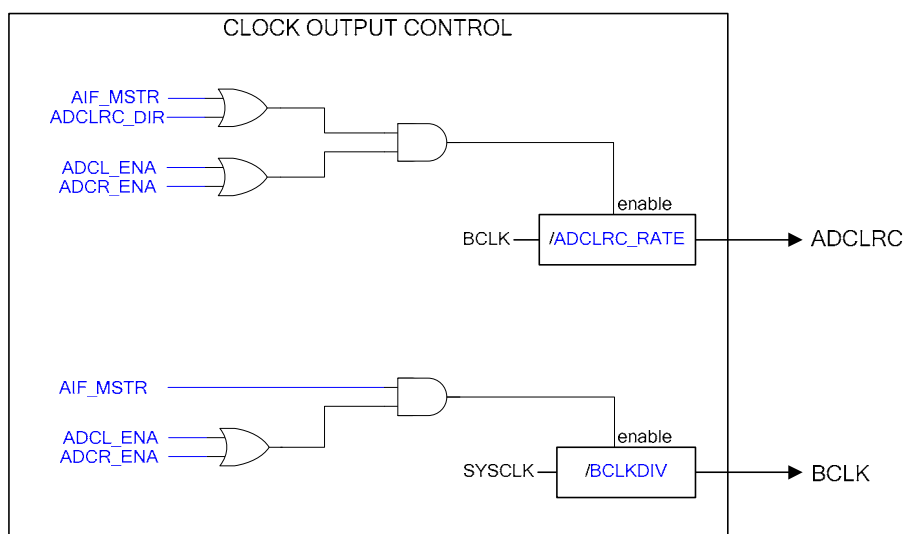 CLOCK OUTPUT CONTROL
AIF_MSTR
ADCLRC_DIR
ADCL_ENA
ADCR_ENA
enable
BCLK
/ADCLRC_RATE
ADCLRC
AIF_MSTR
ADCL_ENA
ADCR_ENA
enable
SYSCLK
/BCLKDIV
BCLK